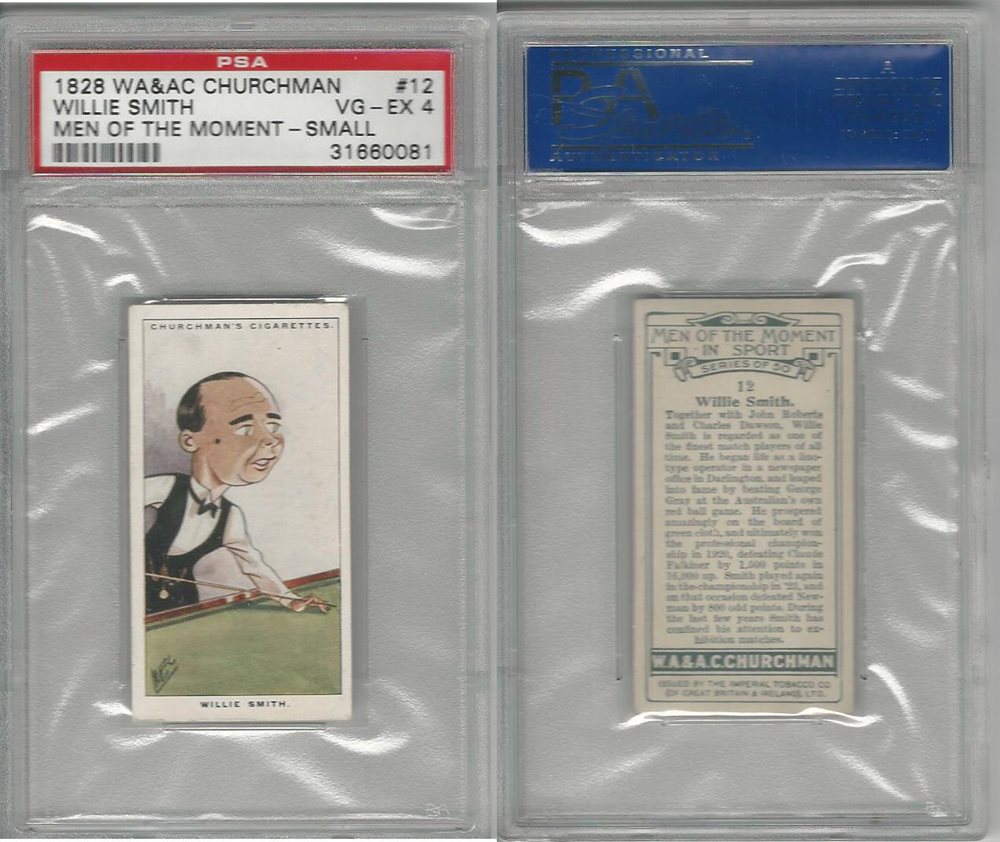 PSA
1828 WA&AC CHURCHMAN #12
WILLIE SMITH VG - EX 4
MEN OF THE MOMENT - SMALL
31660081
CHURCHMAN'S CIGARETTES.
WILLIE SMITH.
PSA
AUTHENTICATOR
MEN OF THE MOMENT
IN SPORT
SERIES OF 50
12
Willie Smith.
Together with John Roberts
and Charles Dawson, Willie
Smith is regarded as one of
the finest match players of all
time. He began life as a lino-
type operator in a newspaper
office in Darlington, and leaped
into fame by beating George
Gray at the Australian's own
red ball game. He prospered
amazingly on the board of
green cloth, and ultimately won
the professional champion-
ship in 1920, defeating Claude
Falkiner by 1,500 points in
16,000 up. Smith played again
in the championship in '23, and
on that occasion defeated New-
man by 800 odd points. During
the last few years Smith has
confined his attention to ex-
hibition matches.
W.A.& A.C.CHURCHMAN
ISSUED BY THE IMPERIAL TOBACCO CO
(OF GREAT BRITAIN & IRELAND), LTD.